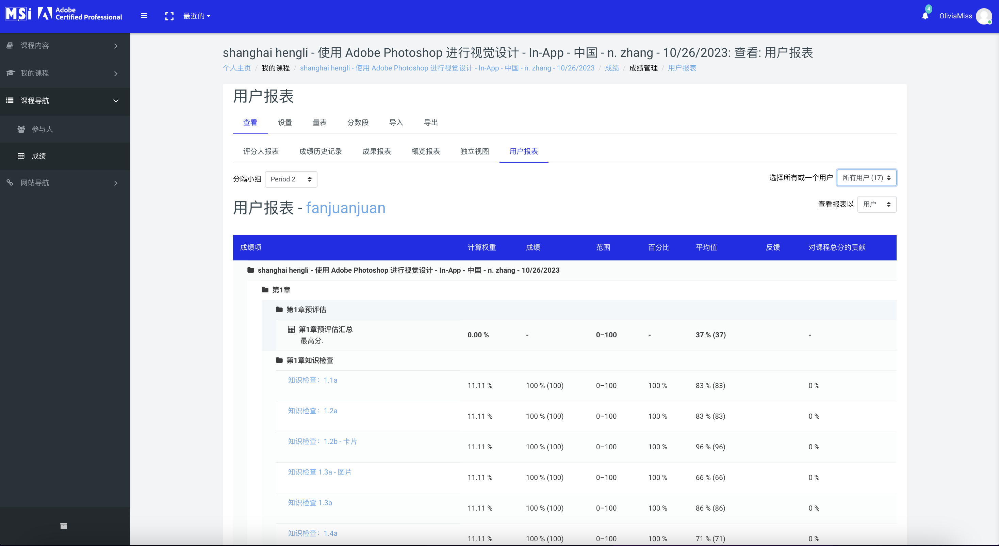 MSi Adobe Certified Professional
最近的
4
OliviaMiss
课程内容
我的课程
课程导航
参与人
成绩
网站导航
shanghai hengli - 使用 Adobe Photoshop 进行视觉设计 - In-App - 中国 - n. zhang - 10/26/2023: 查看: 用户报表
个人主页 / 我的课程 / shanghai hengli - 使用 Adobe Photoshop 进行视觉设计 - In-App - 中国 - n. zhang - 10/26/2023 / 成绩 / 成绩管理 / 用户报表
用户报表
查看 设置 量表 分数段 导入 导出
评分人报表 成绩历史记录 成果报表 概览报表 独立视图 用户报表
分隔小组 Period 2 选择所有或一个用户 所有用户 (17)
用户报表 - fanjuanjuan 查看报表以 用户
成绩项 计算权重 成绩 范围 百分比 平均值 反馈 对课程总分的贡献
shanghai hengli - 使用 Adobe Photoshop 进行视觉设计 - In-App - 中国 - n. zhang - 10/26/2023
第1章
第1章预评估
第1章预评估汇总 0.00 % - 0–100 - 37 % (37) -
最高分.
第1章知识检查
知识检查：1.1a 11.11 % 100 % (100) 0–100 100 % 83 % (83) 0 %
知识检查：1.2a 11.11 % 100 % (100) 0–100 100 % 83 % (83) 0 %
知识检查：1.2b - 卡片 11.11 % 100 % (100) 0–100 100 % 96 % (96) 0 %
知识检查 1.3a - 图片 11.11 % 100 % (100) 0–100 100 % 66 % (66) 0 %
知识检查 1.3b 11.11 % 100 % (100) 0–100 100 % 86 % (86) 0 %
知识检查：1.4a 11.11 % 100 % (100) 0–100 100 % 71 % (71) 0 %